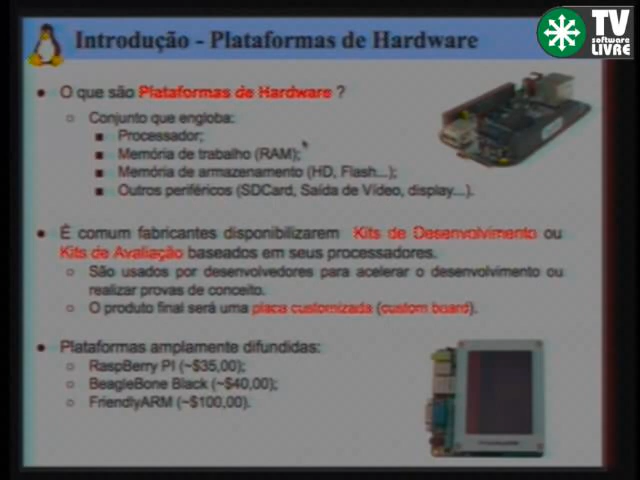 TV
software
LIVRE
Introdução - Plataformas de Hardware
● O que são Plataformas de Hardware ?
○ Conjunto que engloba:
■ Processador;
■ Memória de trabalho (RAM);
■ Memória de armazenamento (HD, Flash...);
■ Outros periféricos (SDCard, Saída de Vídeo, display...).
● É comum fabricantes disponibilizarem Kits de Desenvolvimento ou
Kits de Avaliação baseados em seus processadores.
○ São usados por desenvolvedores para acelerar o desenvolvimento ou
realizar provas de conceito.
○ O produto final será uma placa customizada (custom board).
● Plataformas amplamente difundidas:
○ RaspBerry PI (~$35,00);
○ BeagleBone Black (~$40,00);
○ FriendlyARM (~$100,00).